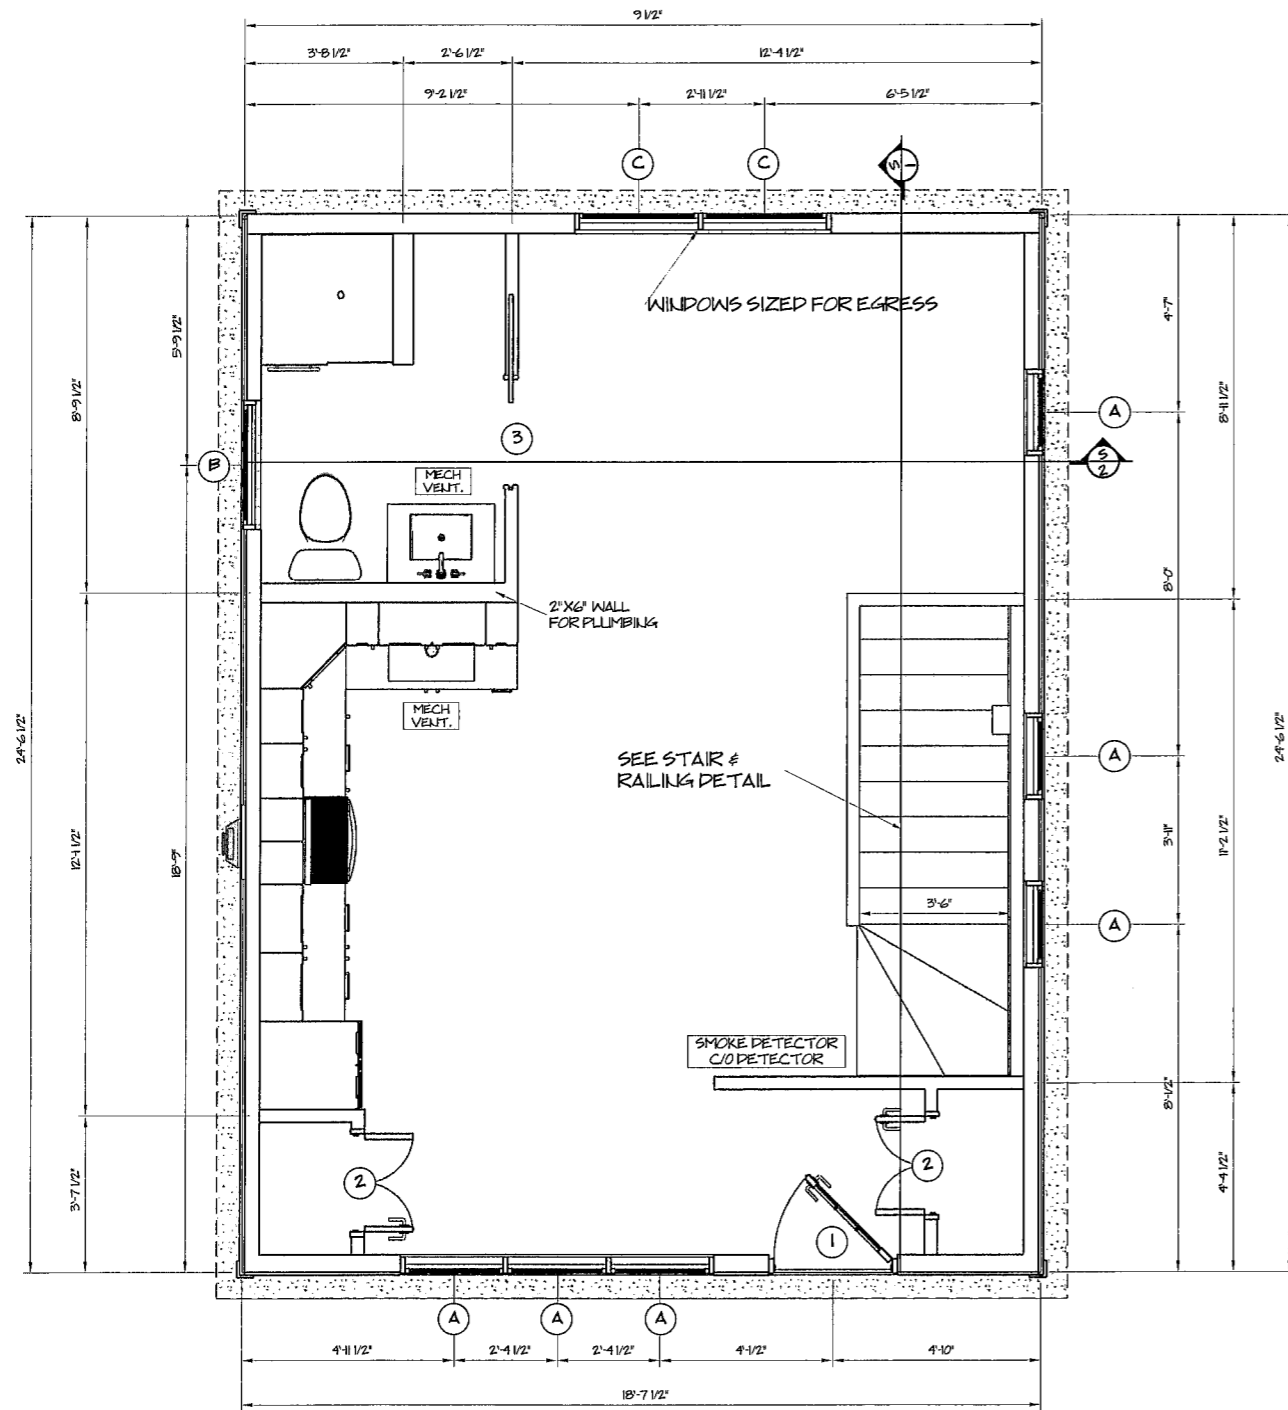 9 1/2"
3'-8 1/2" 2'-6 1/2" 12'-4 1/2"
9'-2 1/2" 2'-11 1/2" 6'-5 1/2"
C C
S
1
WINDOWS SIZED FOR EGRESS
5'-9 1/2"
4'-7"
8'-9 1/2"
8'-11 1/2"
A
3
B
MECH
VENT.
S
2
8'-0"
2"X6" WALL
FOR PLUMBING
MECH
VENT.
24'-6 1/2"
24'-6 1/2"
SEE STAIR &
RAILING DETAIL
A
12'-1 1/2"
18'-9"
3'-11"
11'-2 1/2"
3'-6"
A
SMOKE DETECTOR
C/O DETECTOR
8'-1/2"
3'-7 1/2"
2
2
4'-4 1/2"
1
A A A
4'-11 1/2" 2'-4 1/2" 2'-4 1/2" 4'-1/2" 4'-10"
18'-7 1/2"